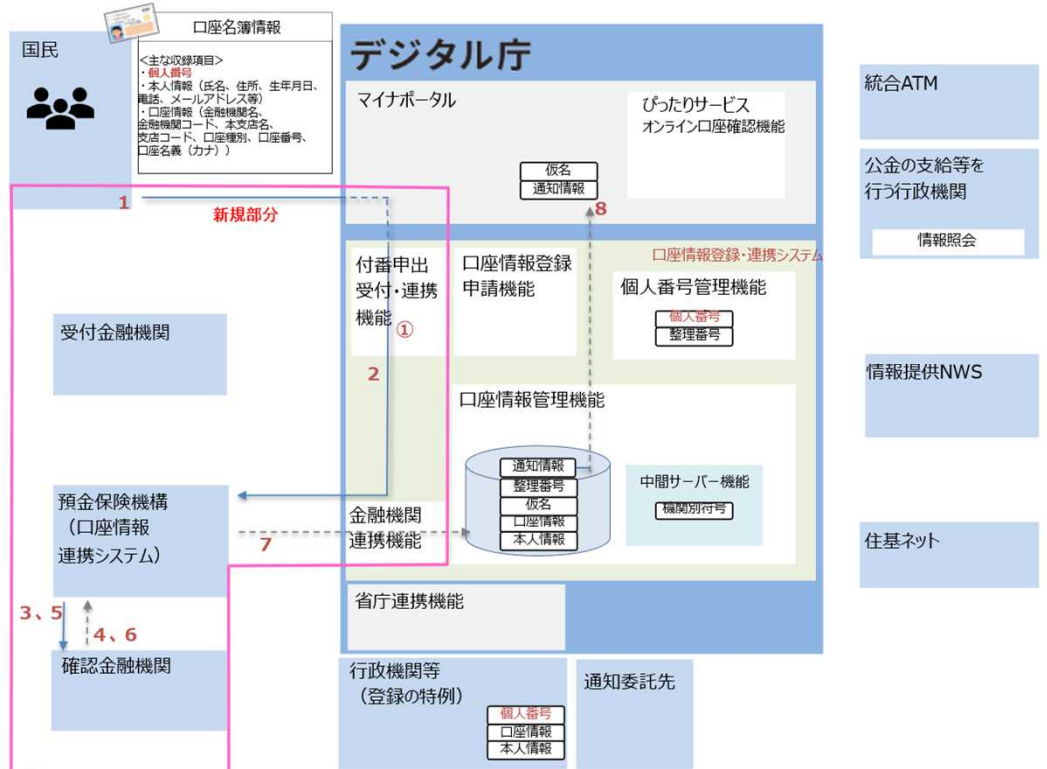 国民
口座名簿情報
<主な収録項目>
・個人番号
・本人情報（氏名、住所、生年月日、
電話、メールアドレス等）
・口座情報（金融機関名、
金融機関コード、本支店名、
支店コード、口座種別、口座番号、
口座名義（カナ））
デジタル庁
マイナポータル
ぴったりサービス
オンライン口座確認機能
仮名
通知情報
8
統合ATM
公金の支給等を
行う行政機関
情報照会
1
新規部分
口座情報登録・連携システム
付番申出
受付・連携
機能
①
2
口座情報登録
申請機能
個人番号管理機能
個人番号
整理番号
受付金融機関
情報提供NWS
口座情報管理機能
通知情報
整理番号
仮名
口座情報
本人情報
中間サーバー機能
機関別符号
預金保険機構
（口座情報
連携システム）
7
金融機関
連携機能
住基ネット
3、5
4、6
省庁連携機能
確認金融機関
行政機関等
（登録の特例）
個人番号
口座情報
本人情報
通知委託先